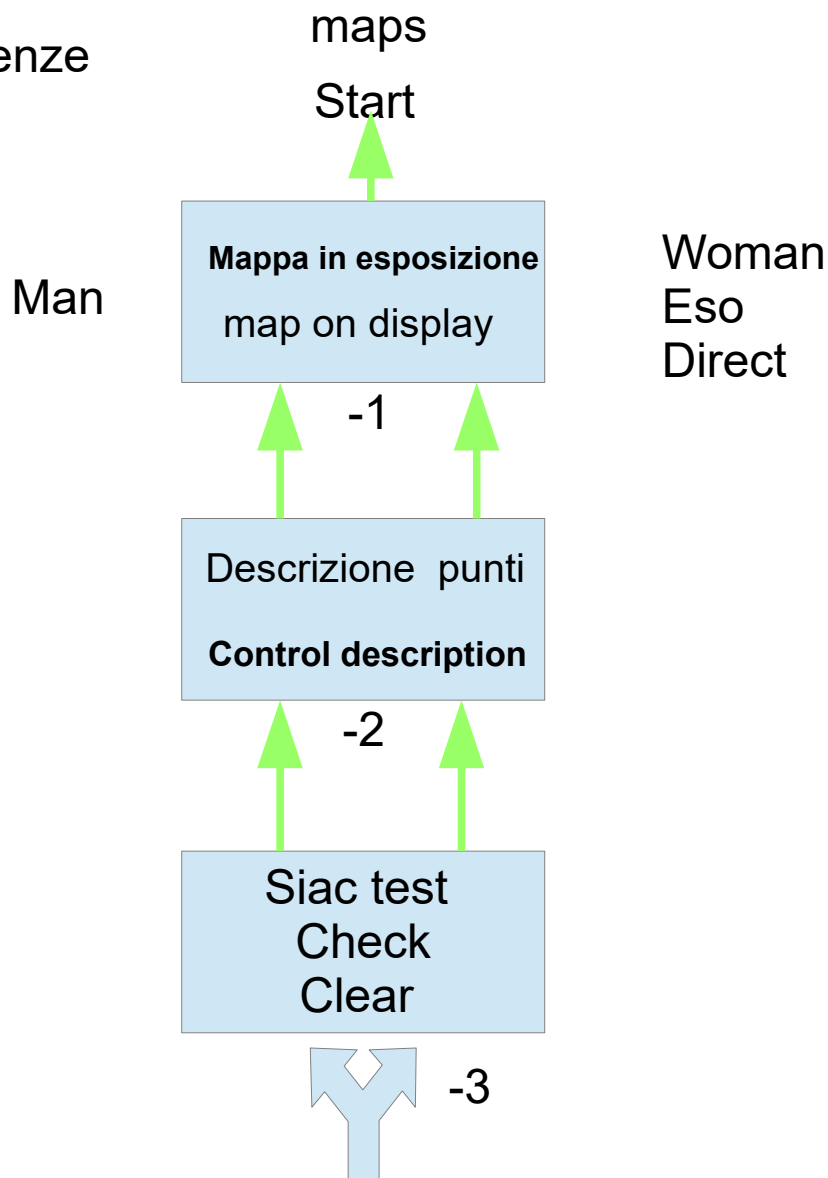 maps
enze
Start
Mappa in esposizione
map on display
Man
Woman
Eso
Direct
-1
Descrizione punti
Control description
-2
Siac test
Check
Clear
-3